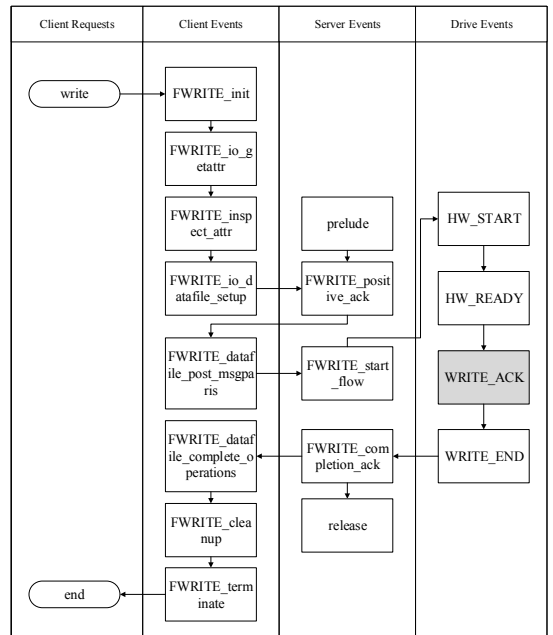 Client Requests
Client Events
Server Events
Drive Events
write
FWRITE_init
FWRITE_io_g
etattr
FWRITE_insp
ect_attr
prelude
HW_START
FWRITE_io_d
atafile_setup
FWRITE_posit
ive_ack
HW_READY
FWRITE_dataf
ile_post_msgpa
ris
FWRITE_start
_flow
WRITE_ACK
FWRITE_dataf
ile_complete_o
perations
FWRITE_com
pletion_ack
WRITE_END
FWRITE_clea
nup
release
end
FWRITE_term
inate